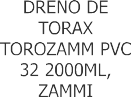 DRENO DE
TORAX
TOROZAMM PVC
32 2000ML,
ZAMMI